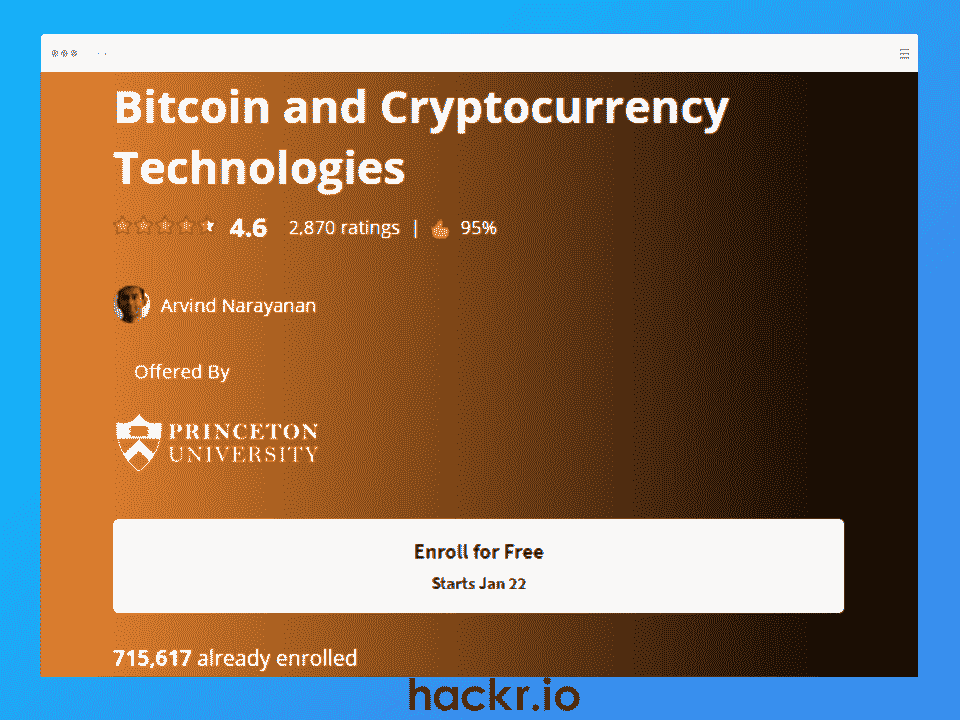 Bitcoin and Cryptocurrency
Technologies
4.6 2,870 ratings | 95%
Arvind Narayanan
Offered By
PRINCETON
UNIVERSITY
Enroll for Free
Starts Jan 22
715,617 already enrolled
hackr.io